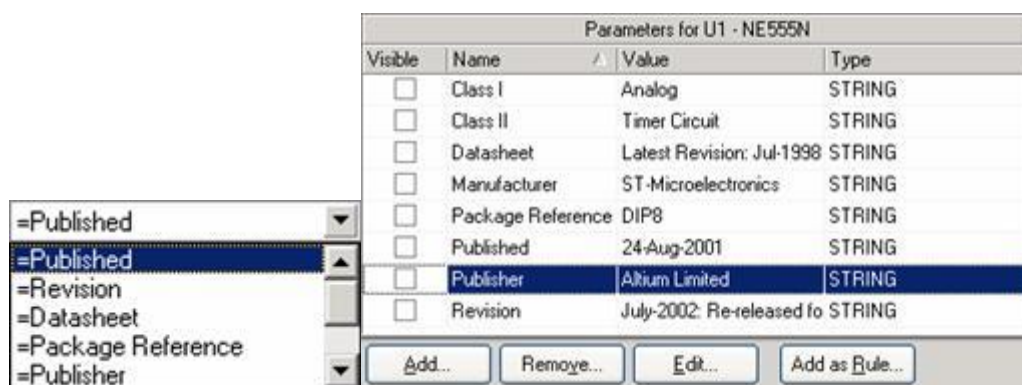 =Published
=Published
=Revision
=Datasheet
=Package Reference
=Publisher
Parameters for U1 - NE555N
Visible Name Value Type
Class I Analog STRING
Class II Timer Circuit STRING
Datasheet Latest Revision: Jul-1998 STRING
Manufacturer ST-Microelectronics STRING
Package Reference DIP8 STRING
Published 24-Aug-2001 STRING
Publisher Altium Limited STRING
Revision July-2002: Re-released fo STRING
Add... Remove... Edit... Add as Rule...